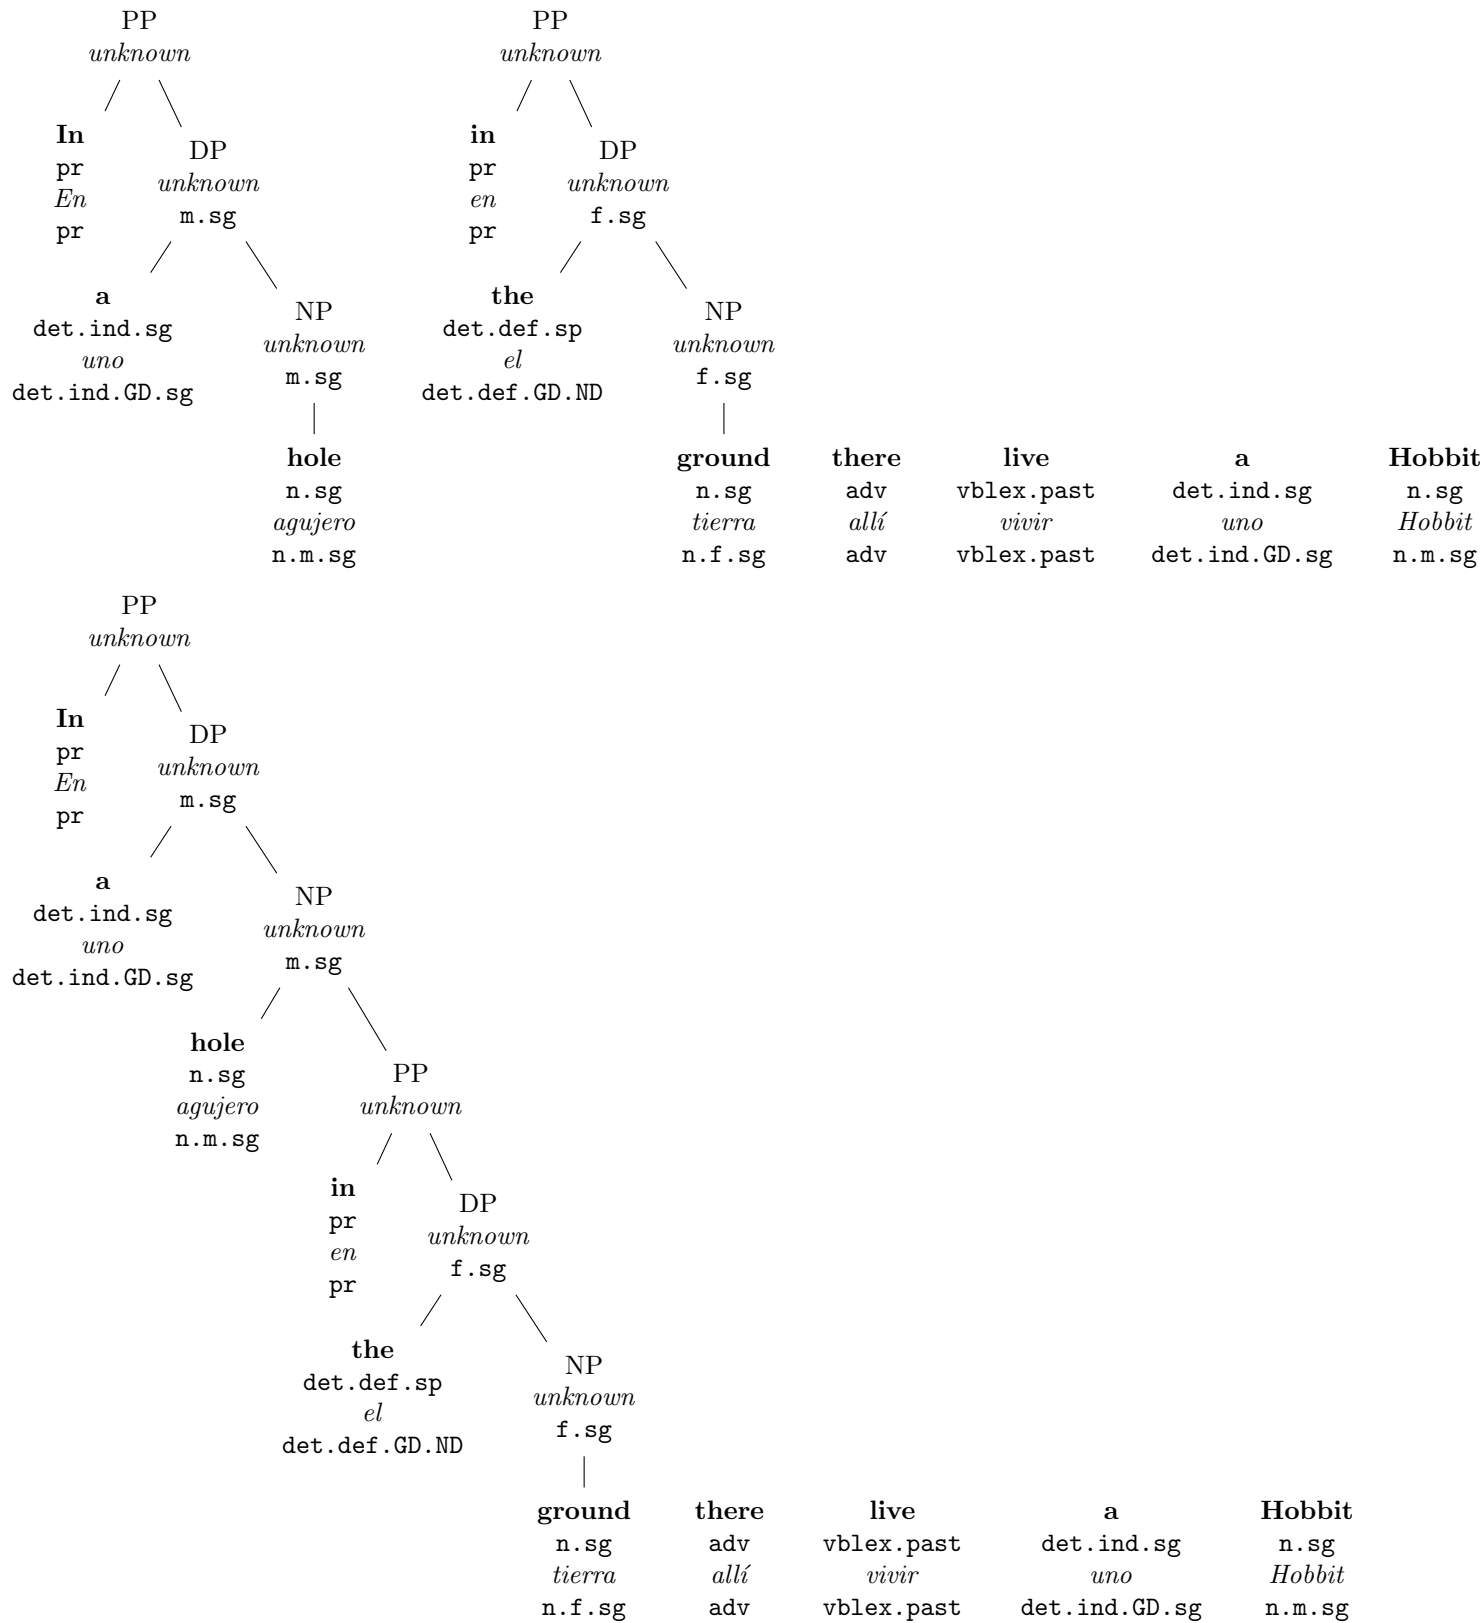 PP PP
unknown unknown
In in
pr DP pr DP
En unknown en unknown
pr m.sg pr f.sg
a NP the NP
det.ind.sg unknown det.def.sp unknown
uno m.sg el f.sg
det.ind.GD.sg det.def.GD.ND
hole ground there live a Hobbit
n.sg n.sg adv vblex.past det.ind.sg n.sg
agujero tierra allí vivir uno Hobbit
n.m.sg n.f.sg adv vblex.past det.ind.GD.sg n.m.sg
PP
unknown
In
pr DP
En unknown
pr m.sg
a NP
det.ind.sg unknown
uno m.sg
det.ind.GD.sg
hole
n.sg PP
agujero unknown
n.m.sg
in
pr DP
en unknown
pr f.sg
the NP
det.def.sp unknown
el f.sg
det.def.GD.ND
ground there live a Hobbit
n.sg adv vblex.past det.ind.sg n.sg
tierra allí vivir uno Hobbit
n.f.sg adv vblex.past det.ind.GD.sg n.m.sg